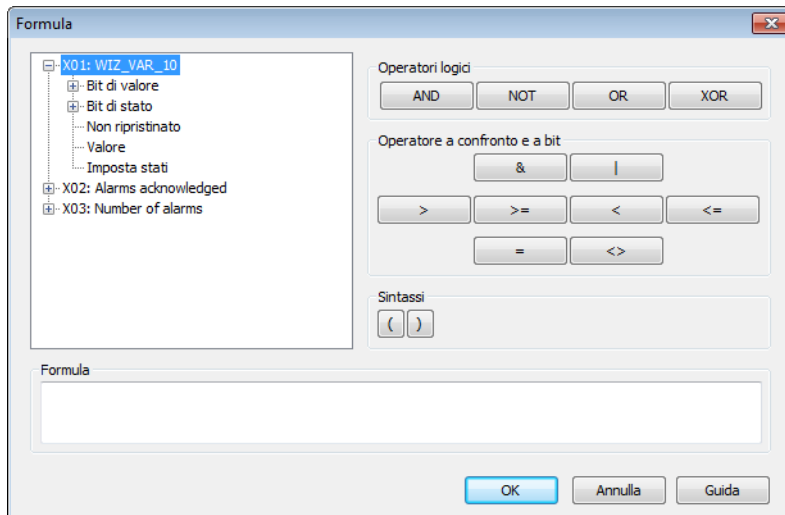 Formula
X01: WIZ_VAR_10
Bit di valore
Bit di stato
Non ripristinato
Valore
Imposta stati
X02: Alarms acknowledged
X03: Number of alarms
Operatori logici
AND NOT OR XOR
Operatore a confronto e a bit
& |
> >= < <=
= <>
Sintassi
( )
Formula
OK Annulla Guida